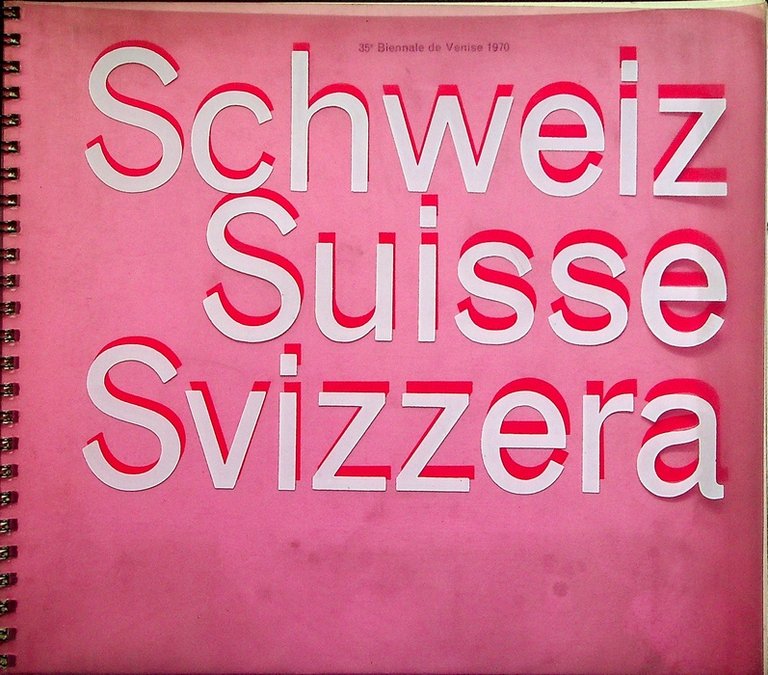 35e Biennale de Venise 1970
Schweiz
Suisse
Svizzera